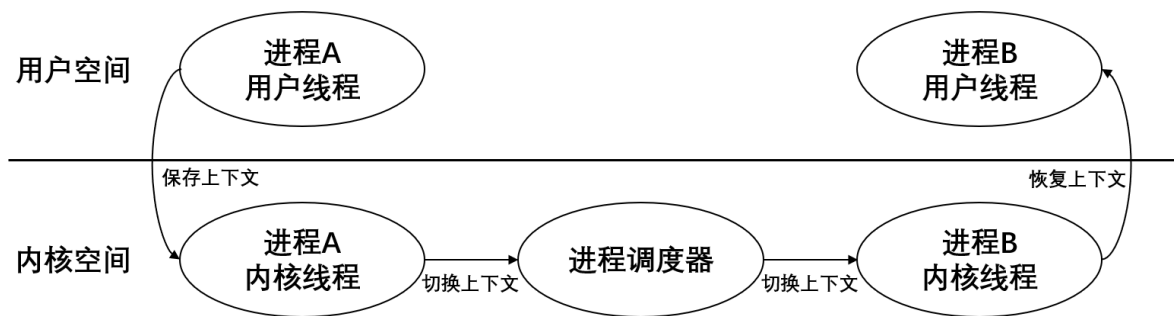 用户空间
进程A
用户线程
进程B
用户线程
保存上下文
恢复上下文
内核空间
进程A
内核线程
切换上下文
进程调度器
切换上下文
进程B
内核线程